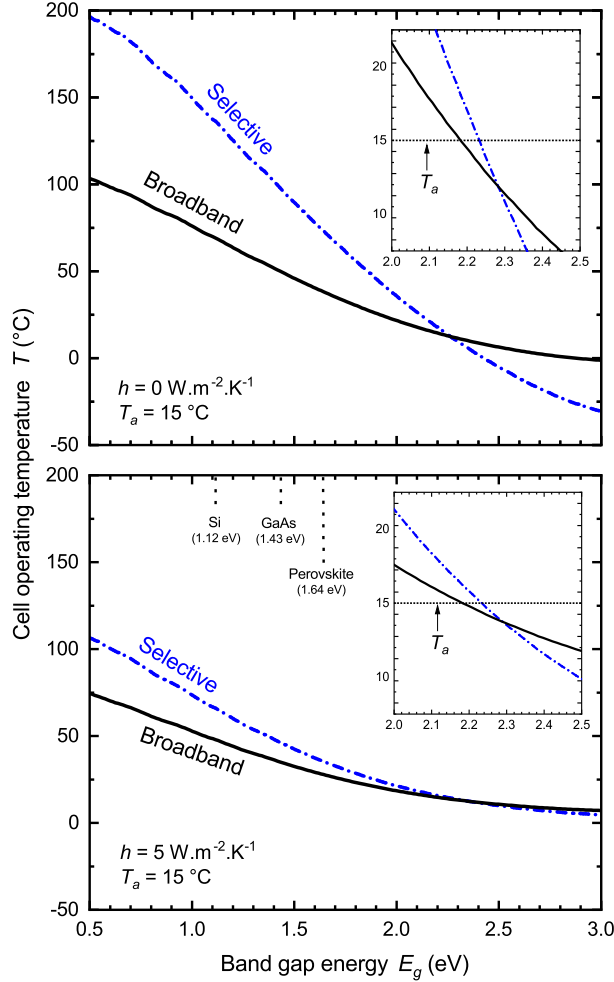 Cell operating temperature T (°C)
200
150
100
50
0
-50
Selective
Broadband
h = 0 W.m-2.K-1
Ta = 15 °C
20
15
10
Ta
2.0 2.1 2.2 2.3 2.4 2.5
200
150
100
50
0
-50
Si
(1.12 eV)
GaAs
(1.43 eV)
Perovskite
(1.64 eV)
Selective
Broadband
h = 5 W.m-2.K-1
Ta = 15 °C
20
15
10
Ta
2.0 2.1 2.2 2.3 2.4 2.5
0.5 1.0 1.5 2.0 2.5 3.0
Band gap energy Eg (eV)